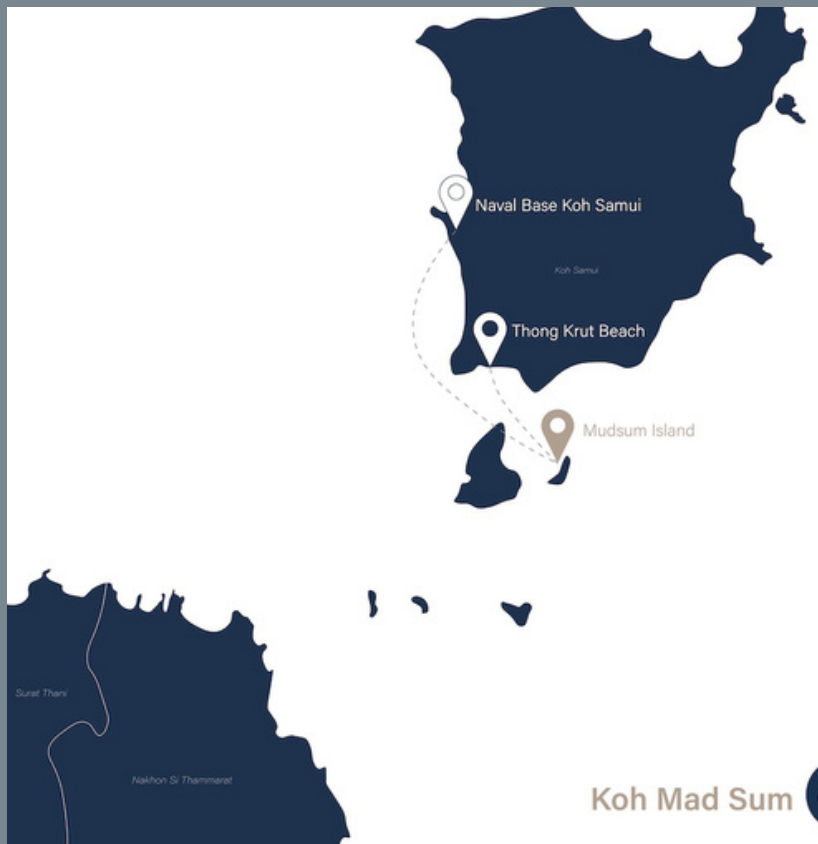 Naval Base Koh Samui
Koh Samui
Thong Krut Beach
Mudsum Island
Surat Thani
Nakhon Si Thammarat
Koh Mad Sum